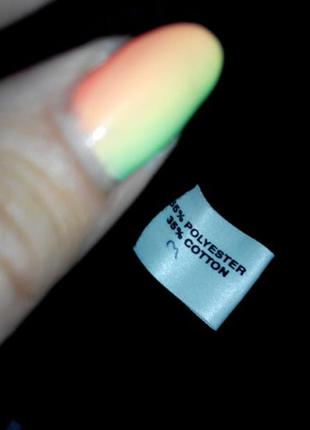 65% POLYESTER
35% COTTON